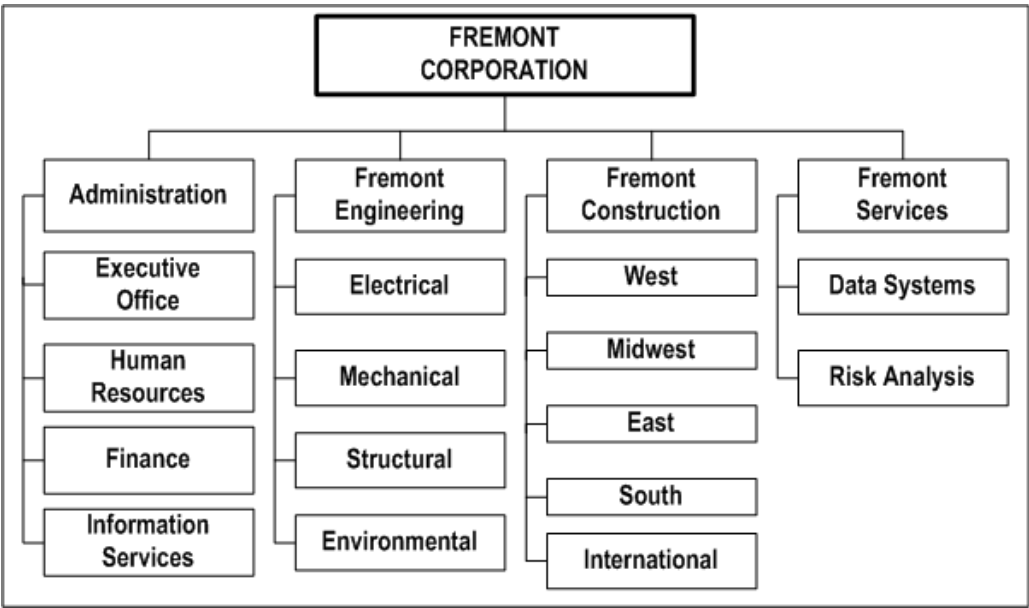 FREMONT
CORPORATION
Administration
Executive
Office
Human
Resources
Finance
Information
Services
Fremont
Engineering
Electrical
Mechanical
Structural
Environmental
Fremont
Construction
West
Midwest
East
South
International
Fremont
Services
Data Systems
Risk Analysis